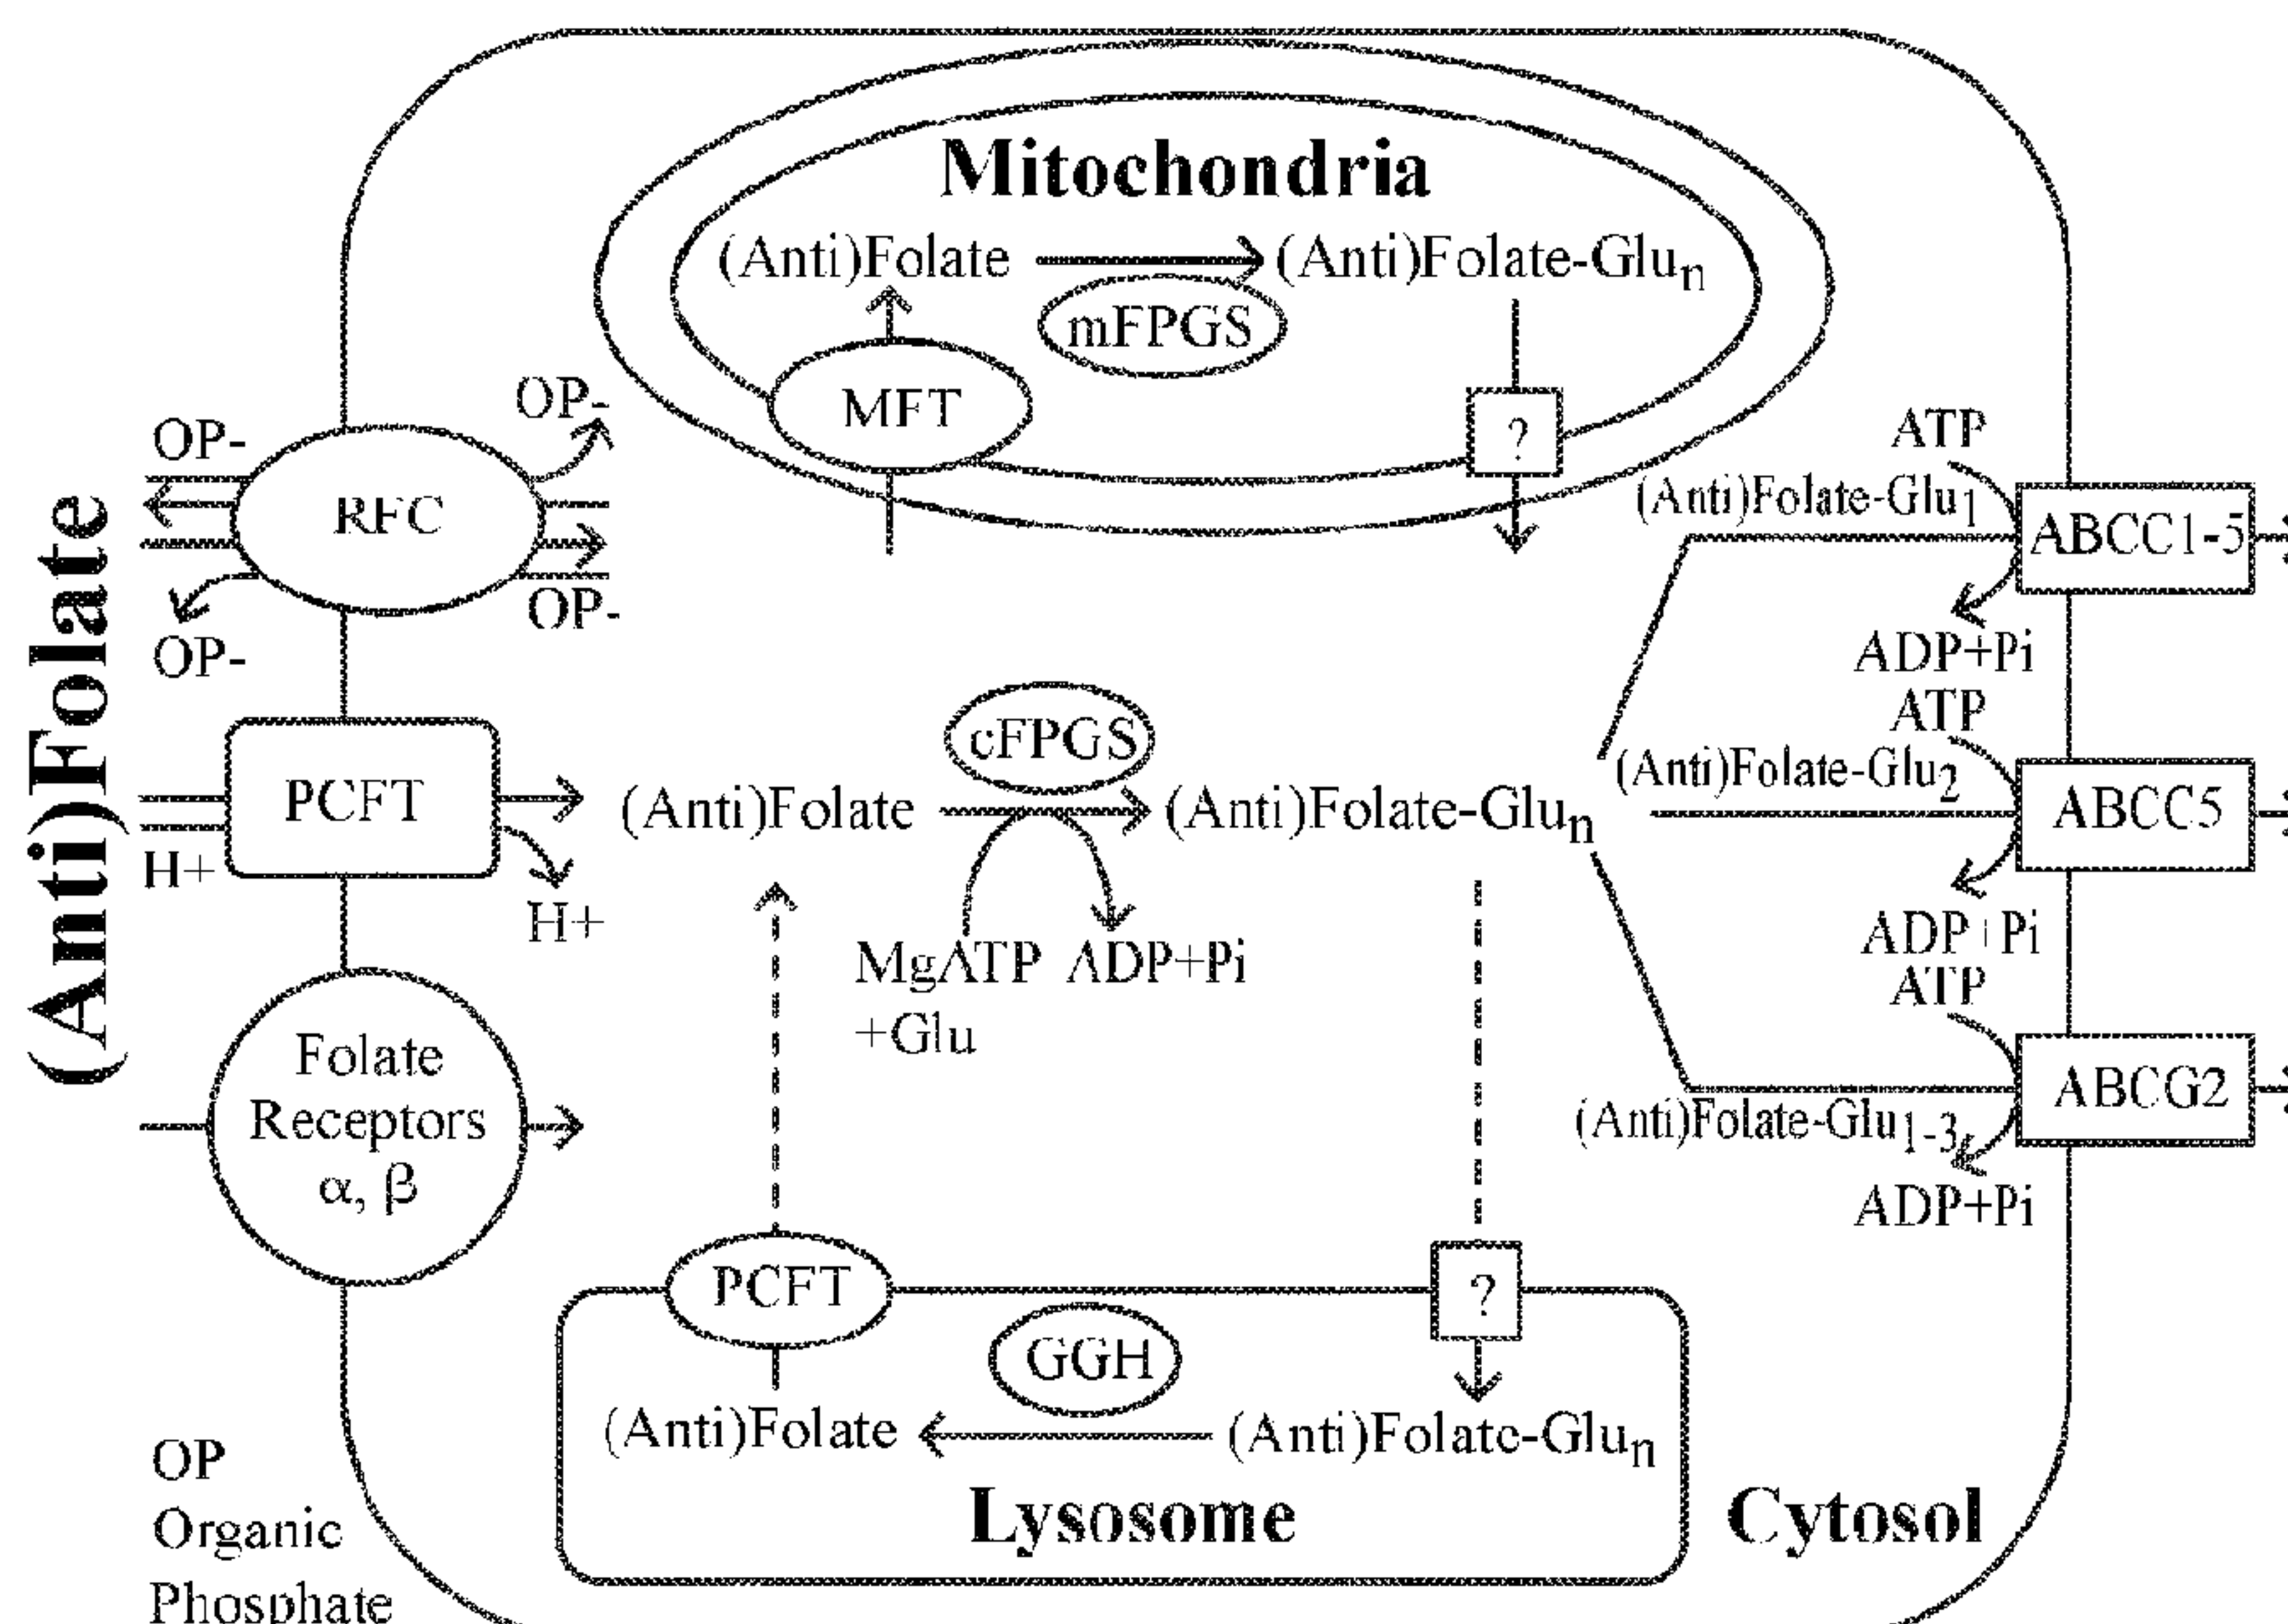 Mitochondria
(Anti)Folate
(Anti)Folate-Glun
mFPGS
MFT
?
OP-
OP-
RFC
OP-
OP-
(Anti)Folate
PCFT
H+
H+
Folate
Receptors
α, β
cFPGS
(Anti)Folate
(Anti)Folate-Glun
MgATP
ADP+Pi
+Glu
ATP
(Anti)Folate-Glu1
ABCC1-5
ADP+Pi
ATP
(Anti)Folate-Glu2
ABCC5
ADP+Pi
ATP
ABCG2
(Anti)Folate-Glu1-3
ADP+Pi
PCFT
?
GGH
(Anti)Folate
(Anti)Folate-Glun
Lysosome
Cytosol
OP
Organic
Phosphate